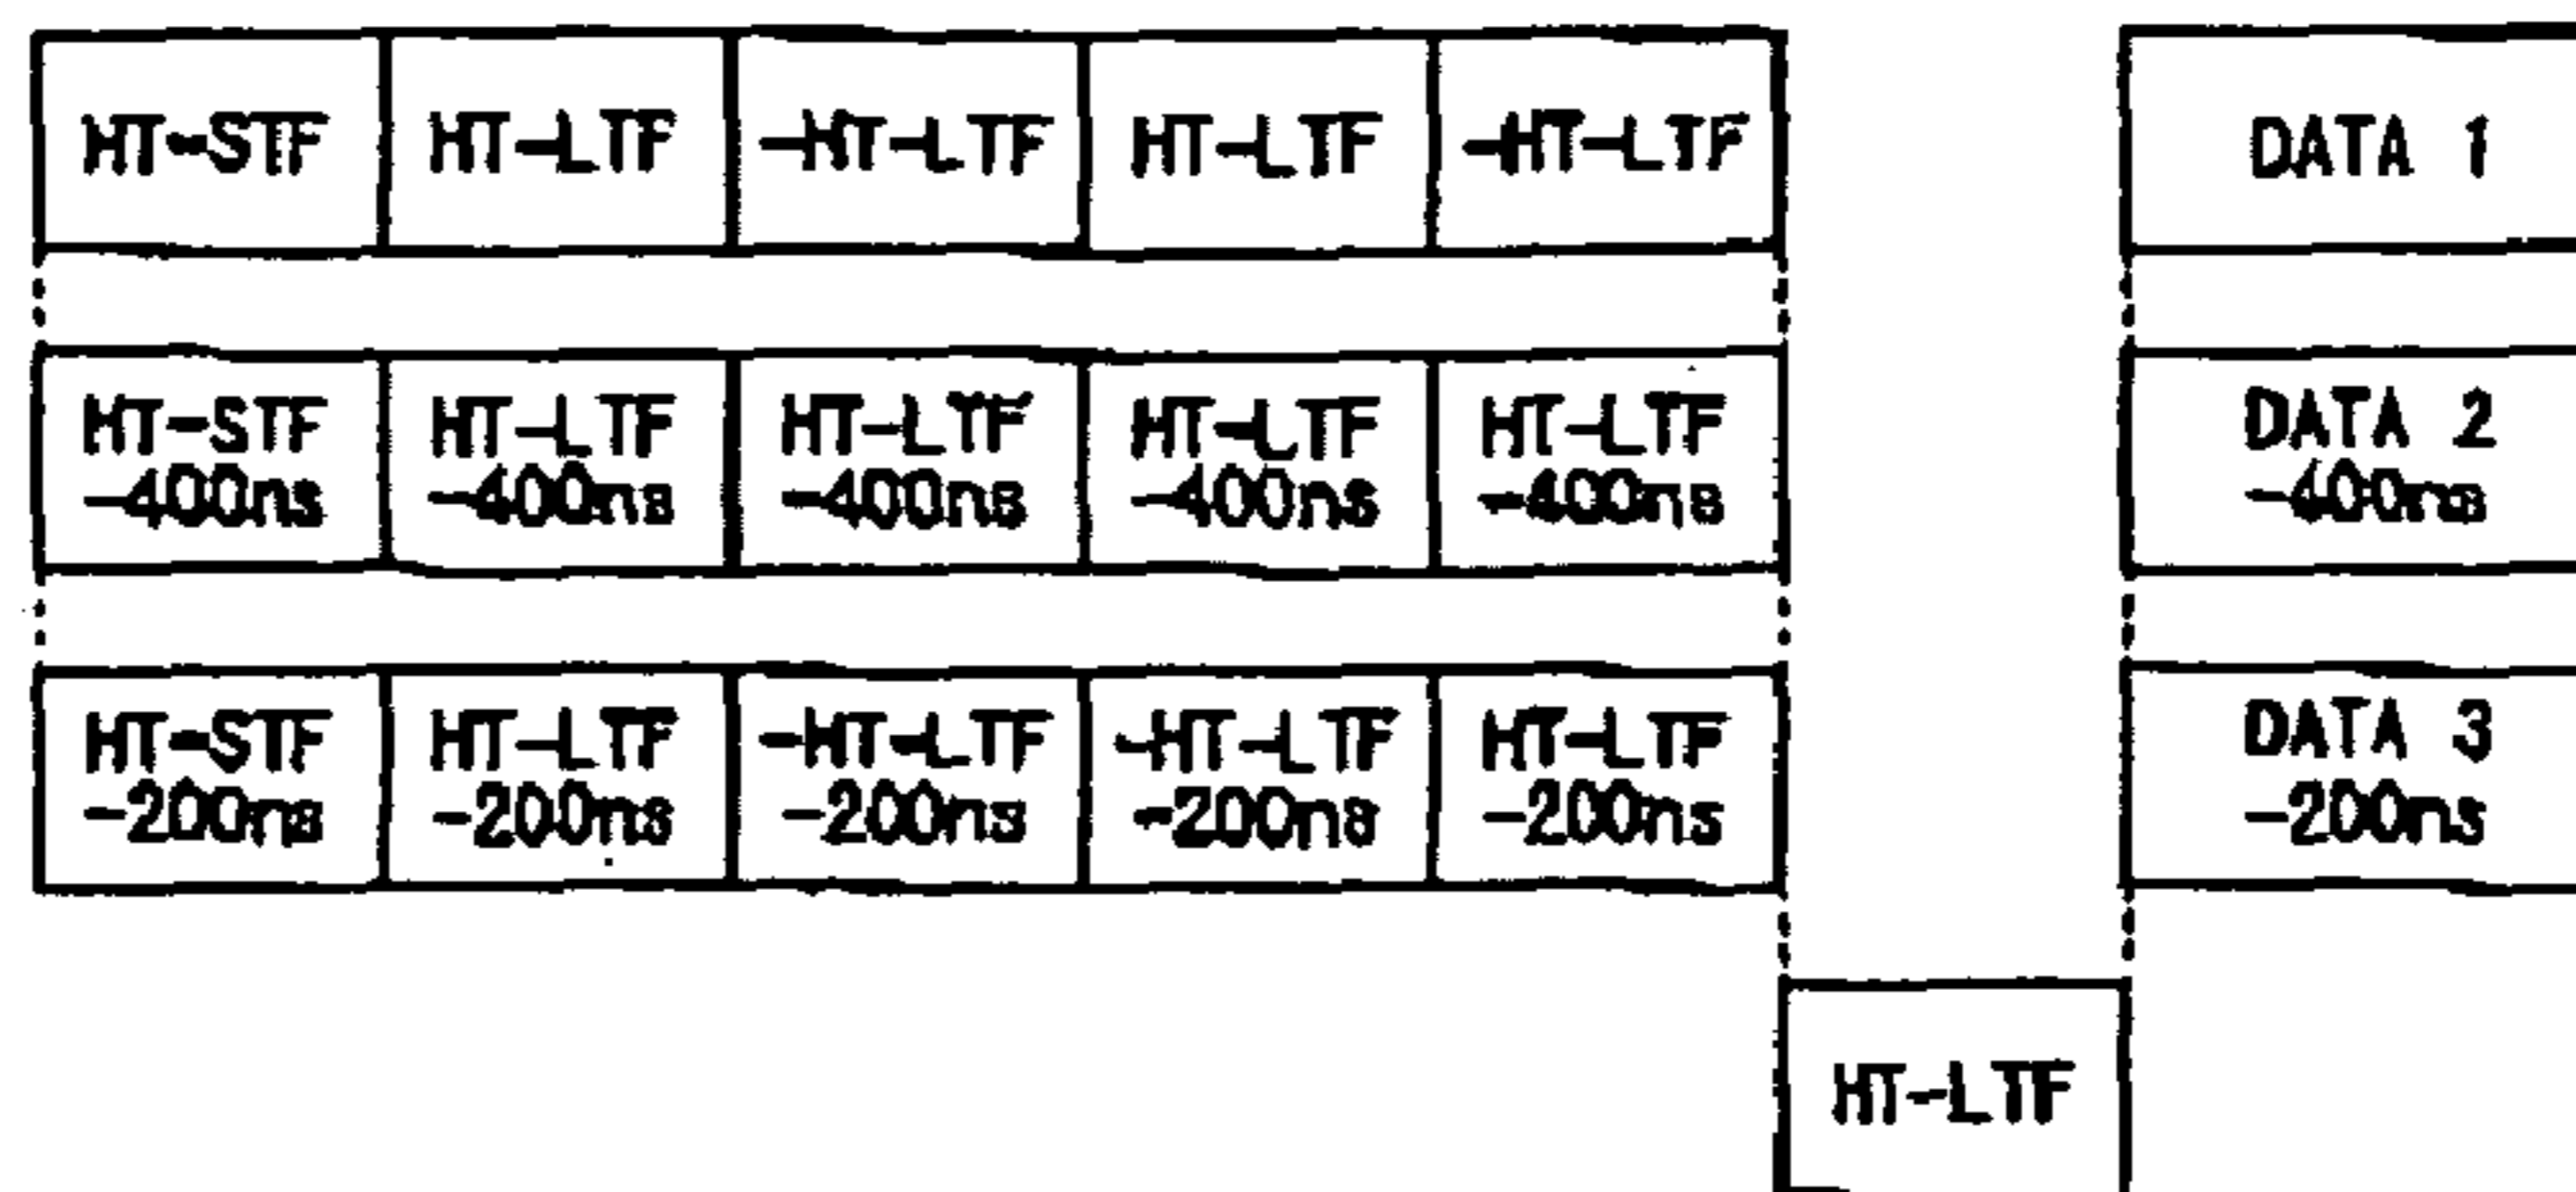 HT-STF HT-LTF -HT-LTF HT-LTF -HT-LTF DATA 1
HT-STF HT-LTF HT-LTF HT-LTF HT-LTF DATA 2
-400ns -400ns -400ns -400ns -400ns -400ns
HT-STF HT-LTF -HT-LTF -HT-LTF HT-LTF DATA 3
-200ns -200ns -200ns -200ns -200ns -200ns
HT-LTF